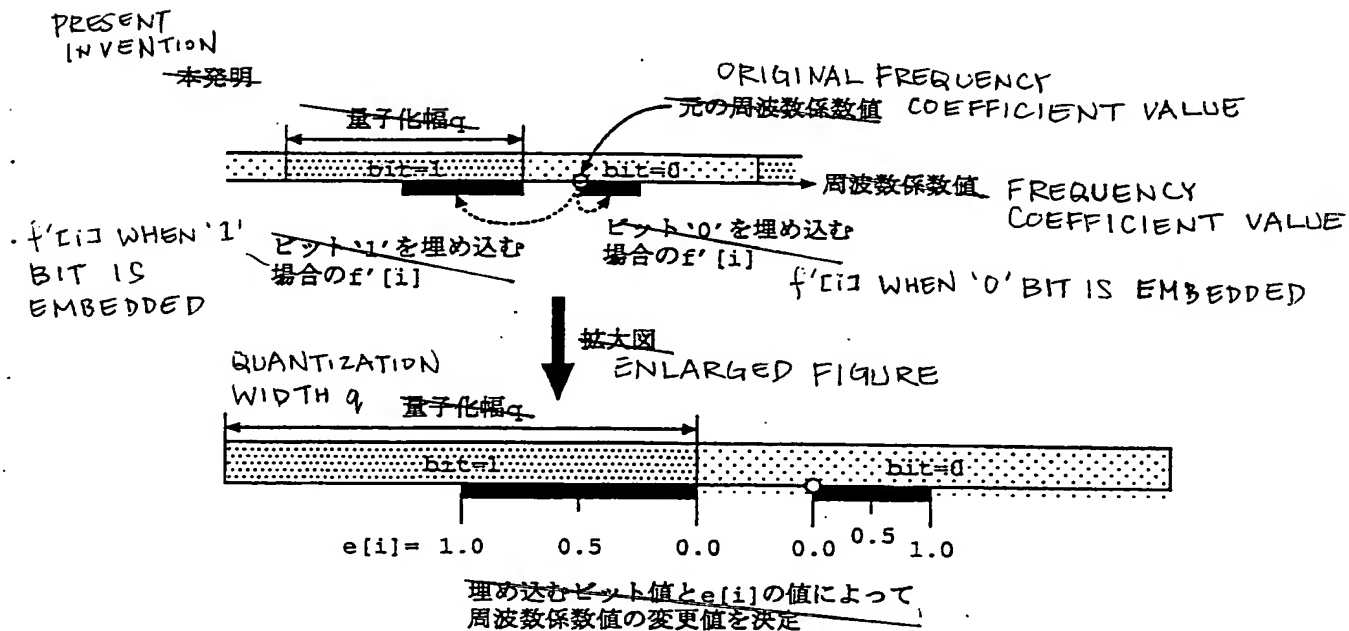 PRESENT
INVENTION
本発明
ORIGINAL FREQUENCY
量子化幅q
元の周波数係数値 COEFFICIENT VALUE
bit=1
bit=0
周波数係数値 FREQUENCY
COEFFICIENT VALUE
f'[i] WHEN '1'
BIT IS
EMBEDDED
ビット'1'を埋め込む
場合のf'[i]
ビット'0'を埋め込む
場合のf'[i]
f'[i] WHEN '0' BIT IS EMBEDDED
拡大図
ENLARGED FIGURE
QUANTIZATION
WIDTH q 量子化幅q
bit=1
bit=0
e[i]= 1.0 0.5 0.0 0.0 0.5 1.0
埋め込むビット値とe[i]の値によって
周波数係数値の変更値を決定